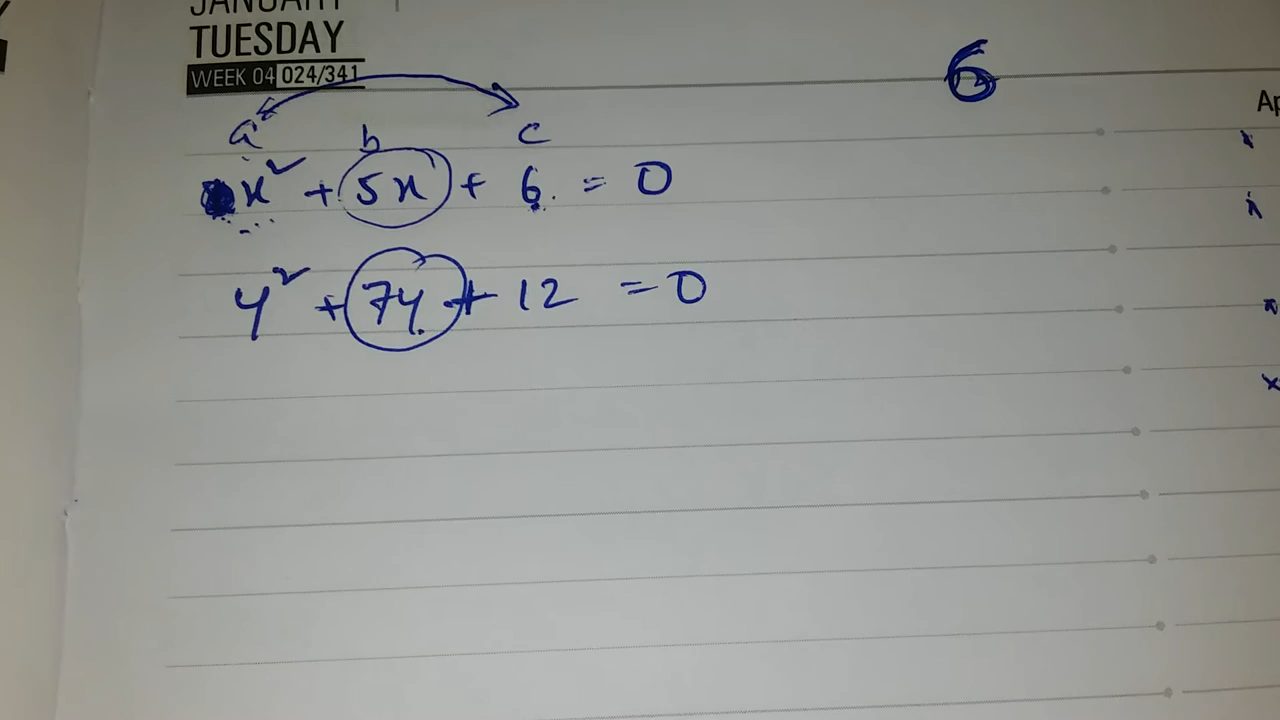 JANUARY
TUESDAY
WEEK 04 024/341
6
Ap
a b c
x² + 5x + 6 = 0
y² + 7y + 12 = 0